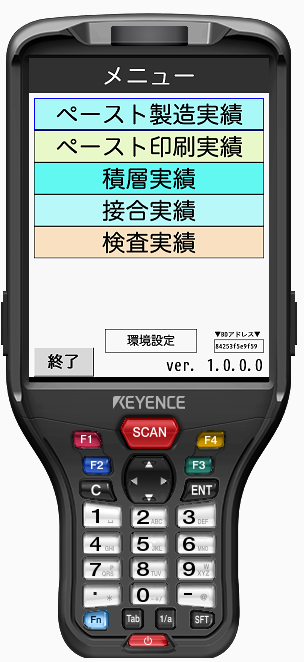 メニュー
ペースト製造実績
ペースト印刷実績
積層実績
接合実績
検査実績
環境設定
▼BDアドレス▼
84253f5e9f59
終了
ver. 1.0.0.0
KEYENCE
F1
SCAN
F4
F2
F3
C
ENT
1
2 ABC
3 DEF
4 GHI
5 JKL
6 MNO
7 PQRS
8 TUV
9 WXYZ
. *
0 +/
- @
Fn
Tab
1/a
SFT